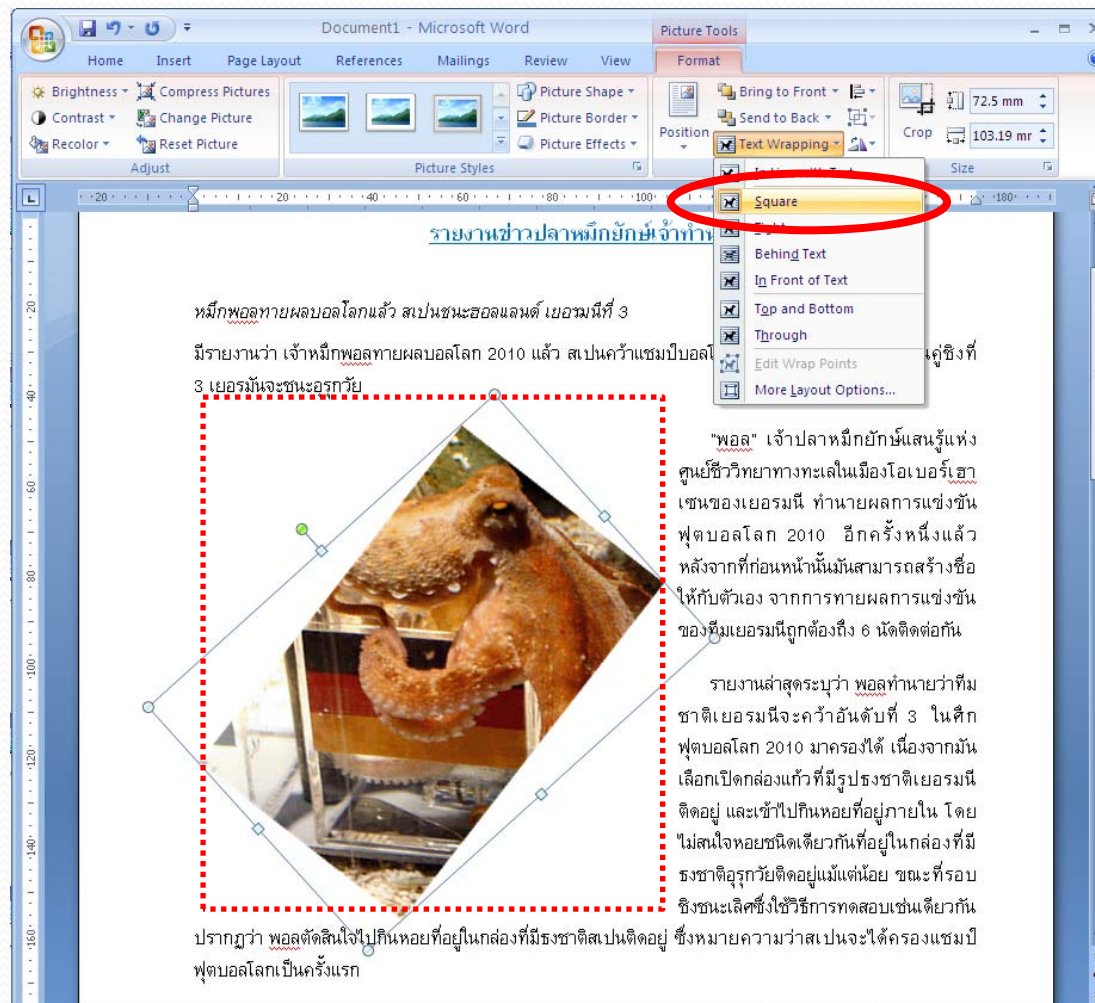 Document1 - Microsoft Word
Picture Tools
Home Insert Page Layout References Mailings Review View Format
Brightness Compress Pictures Picture Shape Bring to Front 72.5 mm
Contrast Change Picture Picture Border Send to Back
Recolor Reset Picture Picture Effects Position Text Wrapping Crop 103.19 mr
Adjust Picture Styles Size
Square
Behind Text
In Front of Text
Top and Bottom
Through
Edit Wrap Points
More Layout Options...
L
20 20 40 60 80 100 180
20
40
60
80
100
120
140
160
รายงานข่าวปลาหมึกยักษ์เจ้าทำน
หมึกพอลทายผลบอลโลกแล้ว สเปนชนะฮอลแลนด์ เยอรมนีที่ 3
มีรายงานว่า เจ้าหมึกพอลทายผลบอลโลก 2010 แล้ว สเปนคว้าแชมป์บอลโ นคู่ชิงที่
3 เยอรมันจะชนะอุรุกวัย
"พอล" เจ้าปลาหมึกยักษ์แสนรู้แห่ง
ศูนย์ชีววิทยาทางทะเลในเมืองโอเบอร์เฮา
เซนของเยอรมนี ทำนายผลการแข่งขัน
ฟุตบอลโลก 2010 อีกครั้งหนึ่งแล้ว
หลังจากที่ก่อนหน้านั้นมันสามารถสร้างชื่อ
ให้กับตัวเอง จากการทายผลการแข่งขัน
ของทีมเยอรมนีถูกต้องถึง 6 นัดติดต่อกัน
รายงานล่าสุดระบุว่า พอลทำนายว่าทีม
ชาติเยอรมนีจะคว้าอันดับที่ 3 ในศึก
ฟุตบอลโลก 2010 มาครองได้ เนื่องจากมัน
เลือกเปิดกล่องแก้วที่มีรูปธงชาติเยอรมนี
ติดอยู่ และเข้าไปกินหอยที่อยู่ภายใน โดย
ไม่สนใจหอยชนิดเดียวกันที่อยู่ในกล่องที่มี
ธงชาติอุรุกวัยติดอยู่แม้แต่น้อย ขณะที่รอบ
ชิงชนะเลิศซึ่งใช้วิธีการทดสอบเช่นเดียวกัน
ปรากฏว่า พอลตัดสินใจไปกินหอยที่อยู่ในกล่องที่มีธงชาติสเปนติดอยู่ ซึ่งหมายความว่าสเปนจะได้ครองแชมป์
ฟุตบอลโลกเป็นครั้งแรก